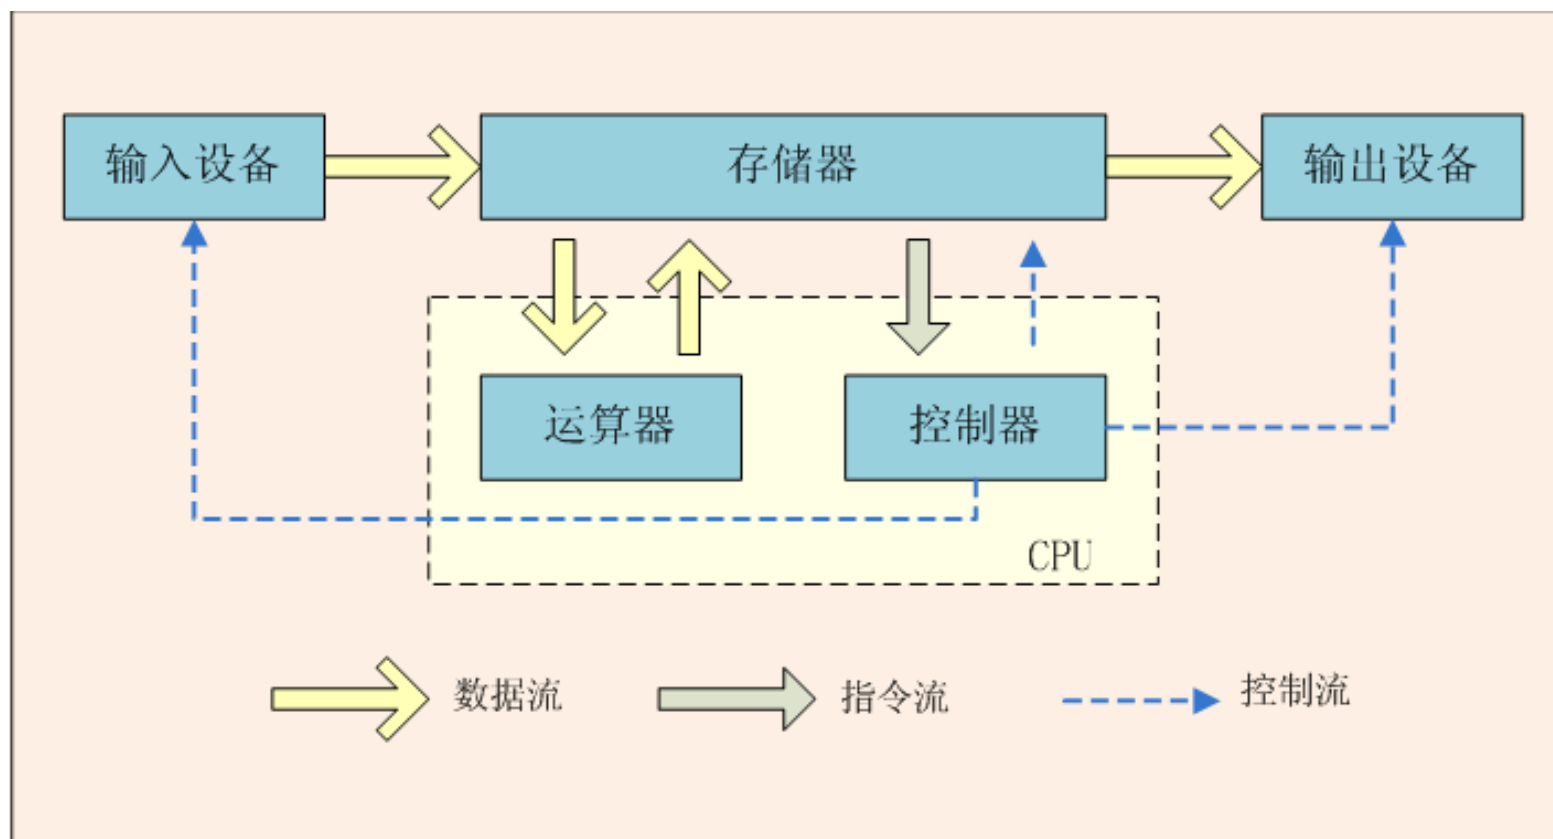 输入设备
存储器
输出设备
运算器
控制器
CPU
数据流
指令流
控制流